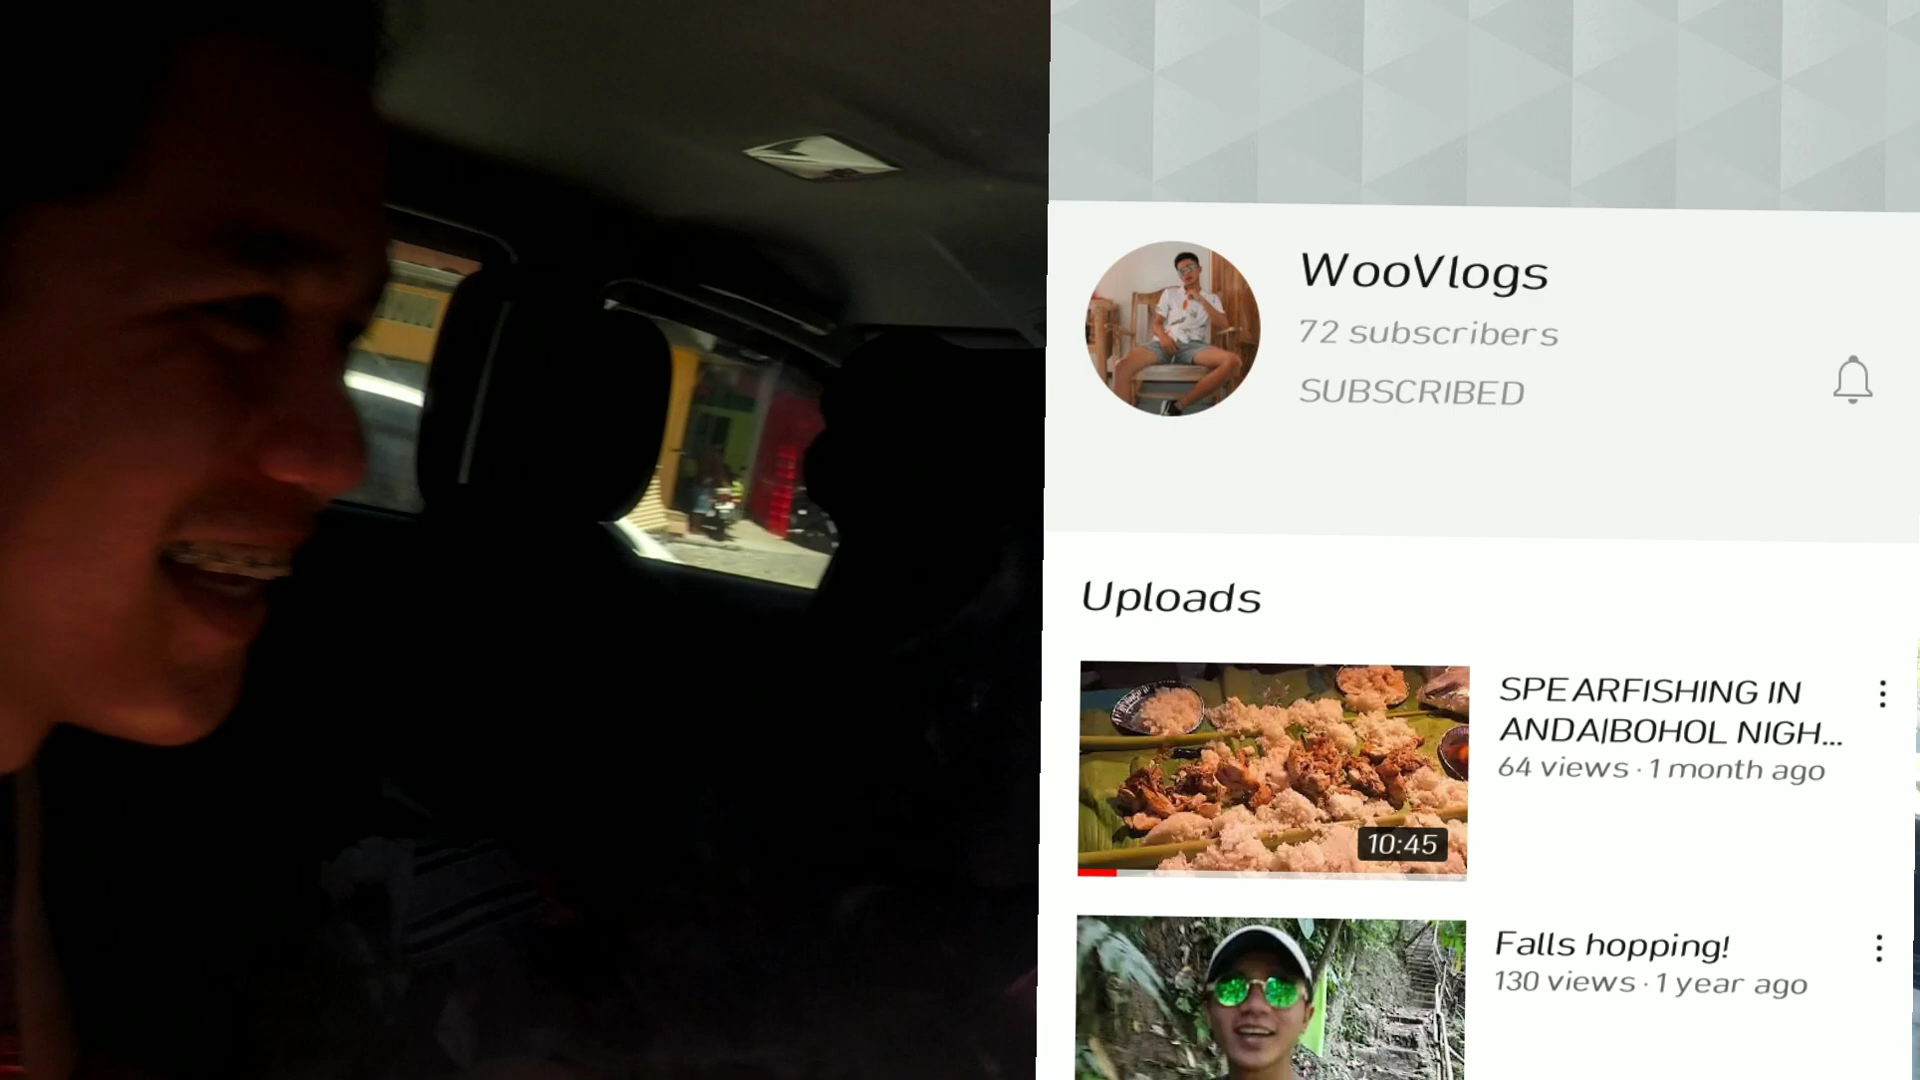 WooVlogs
72 subscribers
SUBSCRIBED
Uploads
SPEARFISHING IN
ANDA|BOHOL NIGH...
64 views · 1 month ago
10:45
Falls hopping!
130 views · 1 year ago